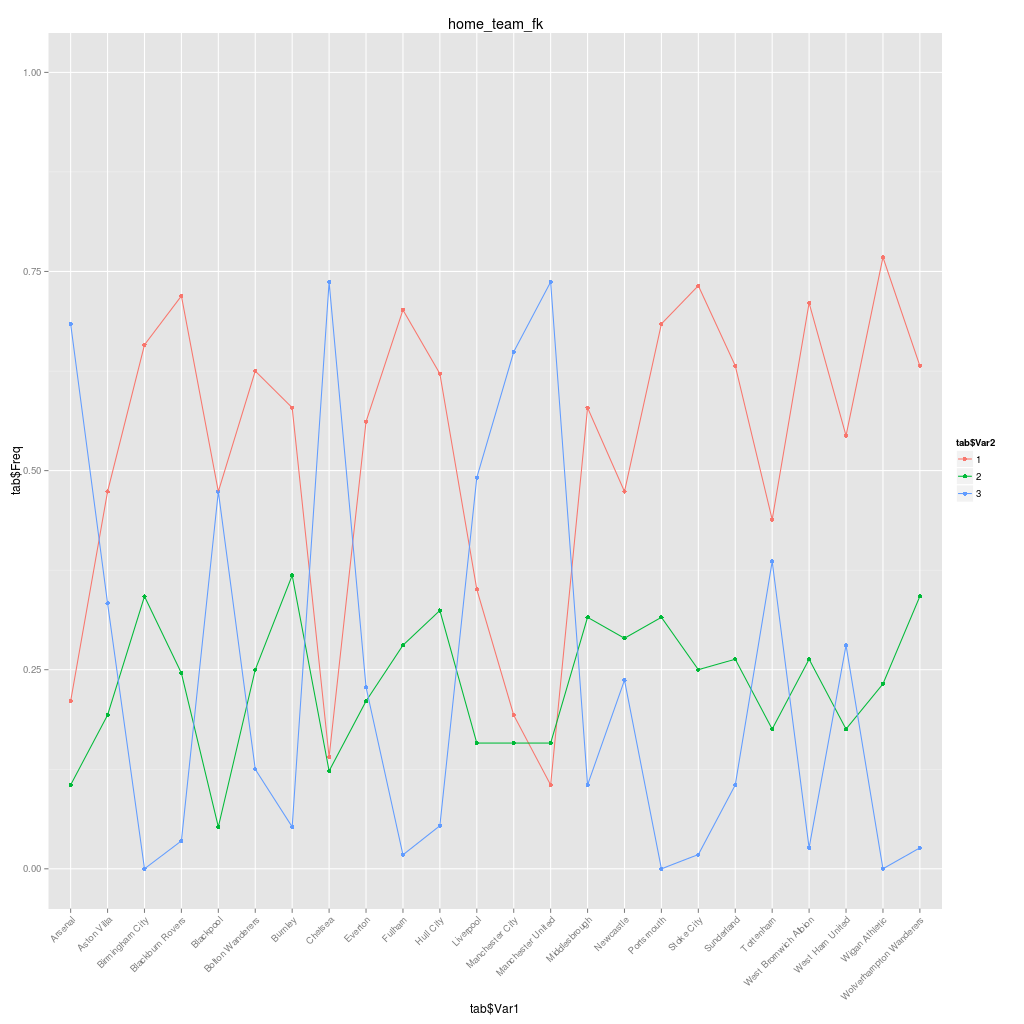 home_team_fk
tab$Freq
1.00
0.75
0.50
0.25
0.00
Arsenal
Aston Villa
Birmingham City
Blackburn Rovers
Blackpool
Bolton Wanderers
Burnley
Chelsea
Everton
Fulham
Hull City
Liverpool
Manchester City
Manchester United
Middlesbrough
Newcastle
Portsmouth
Stoke City
Sunderland
Tottenham
West Bromwich Albion
West Ham United
Wigan Athletic
Wolverhampton Wanderers
tab$Var1
tab$Var2
1
2
3